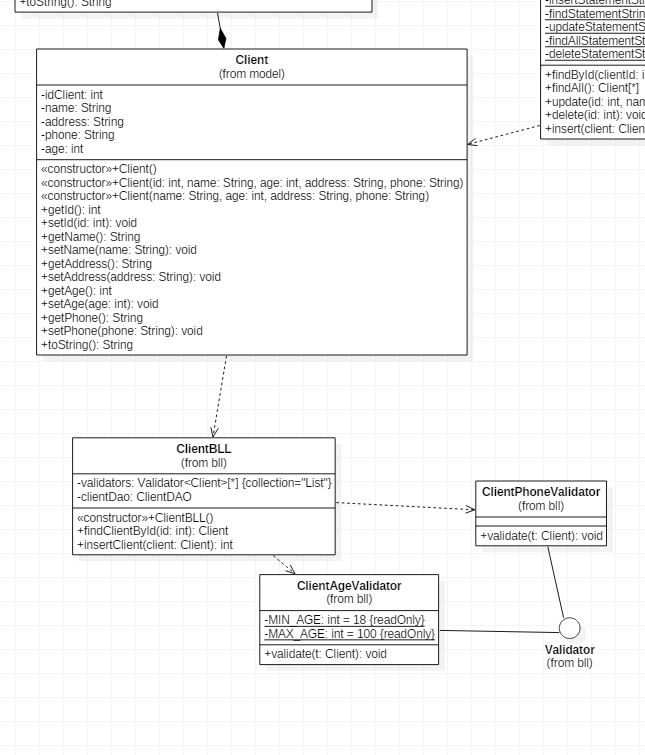 +toString(): String
-findStatementStrin
-updateStatementS
-findAllStatementSt
-deleteStatementSt
+findById(clientId: i
+findAll(): Client[*]
+update(id: int, nam
+delete(id: int): voic
+insert(client: Clien
Client
(from model)
-idClient: int
-name: String
-address: String
-phone: String
-age: int
«constructor»+Client()
«constructor»+Client(id: int, name: String, age: int, address: String, phone: String)
«constructor»+Client(name: String, age: int, address: String, phone: String)
+getId(): int
+setId(id: int): void
+getName(): String
+setName(name: String): void
+getAddress(): String
+setAddress(address: String): void
+getAge(): int
+setAge(age: int): void
+getPhone(): String
+setPhone(phone: String): void
+toString(): String
ClientBLL
(from bll)
-validators: Validator<Client>[*] {collection="List"}
-clientDao: ClientDAO
«constructor»+ClientBLL()
+findClientById(id: int): Client
+insertClient(client: Client): int
ClientPhoneValidator
(from bll)
+validate(t: Client): void
ClientAgeValidator
(from bll)
-MIN_AGE: int = 18 {readOnly}
-MAX_AGE: int = 100 {readOnly}
+validate(t: Client): void
Validator
(from bll)